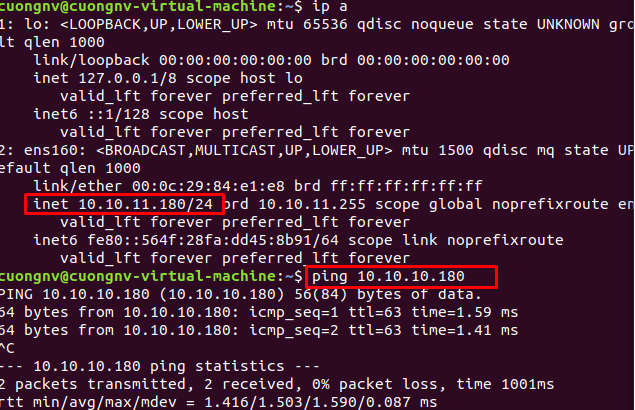 cuongnv@cuongnv-virtual-machine:~$ ip a
1: lo: <LOOPBACK,UP,LOWER_UP> mtu 65536 qdisc noqueue state UNKNOWN gro
lt qlen 1000
link/loopback 00:00:00:00:00:00 brd 00:00:00:00:00:00
inet 127.0.0.1/8 scope host lo
valid_lft forever preferred_lft forever
inet6 ::1/128 scope host
valid_lft forever preferred_lft forever
2: ens160: <BROADCAST,MULTICAST,UP,LOWER_UP> mtu 1500 qdisc mq state UP
efault qlen 1000
link/ether 00:0c:29:84:e1:e8 brd ff:ff:ff:ff:ff:ff
inet 10.10.11.180/24 brd 10.10.11.255 scope global noprefixroute en
valid_lft forever preferred_lft forever
inet6 fe80::564f:28fa:dd45:8b91/64 scope link noprefixroute
valid_lft forever preferred_lft forever
cuongnv@cuongnv-virtual-machine:~$ ping 10.10.10.180
PING 10.10.10.180 (10.10.10.180) 56(84) bytes of data.
64 bytes from 10.10.10.180: icmp_seq=1 ttl=63 time=1.59 ms
64 bytes from 10.10.10.180: icmp_seq=2 ttl=63 time=1.41 ms
^C
--- 10.10.10.180 ping statistics ---
2 packets transmitted, 2 received, 0% packet loss, time 1001ms
rtt min/avg/max/mdev = 1.416/1.503/1.590/0.087 ms